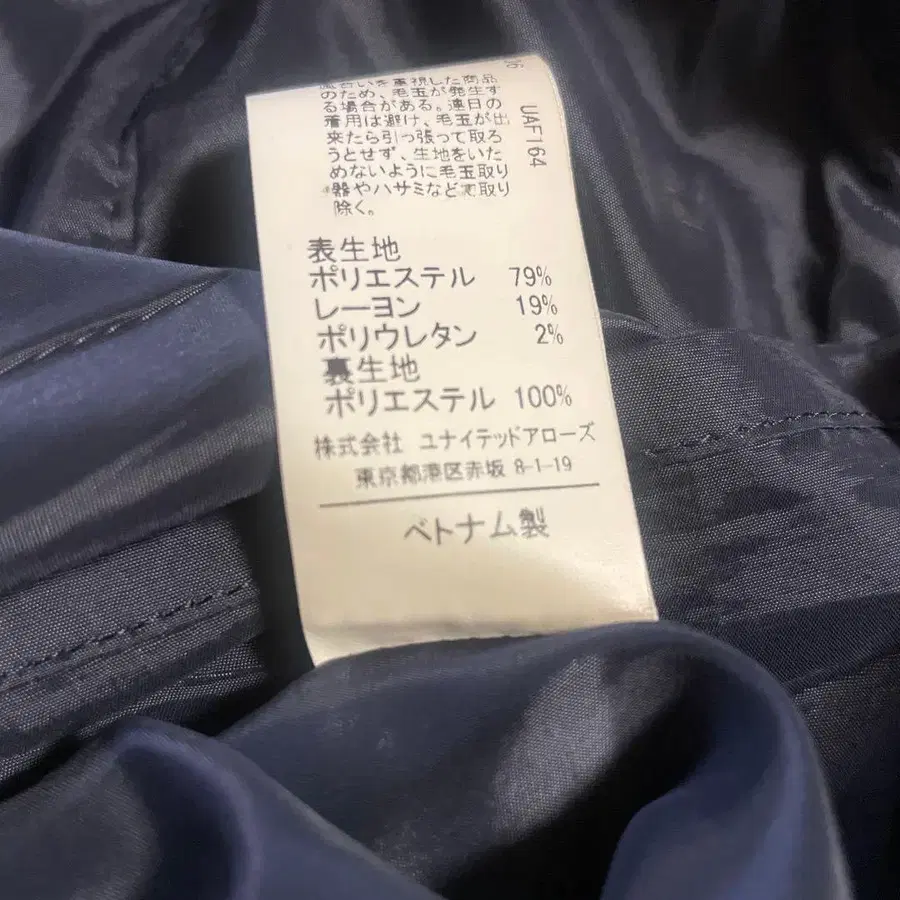 風合いを重視した商品
のため、毛玉が発生す
る場合がある。連日の
着用は避け、毛玉が出
来たら引っ張って取ろ
うとせず、生地をいた
めないように毛玉取り
器やハサミなどで取り
除く。
UAF164
表生地
ポリエステル 79%
レーヨン 19%
ポリウレタン 2%
裏生地
ポリエステル 100%
株式会社 ユナイテッドアローズ
東京都港区赤坂 8-1-19
ベトナム製